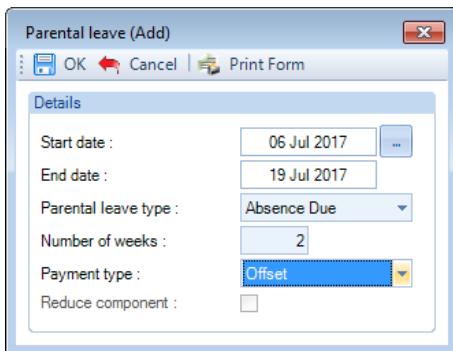 Parental leave (Add)
OK Cancel Print Form
Details
Start date : 06 Jul 2017 ...
End date : 19 Jul 2017
Parental leave type : Absence Due
Number of weeks : 2
Payment type : Offset
Reduce component :